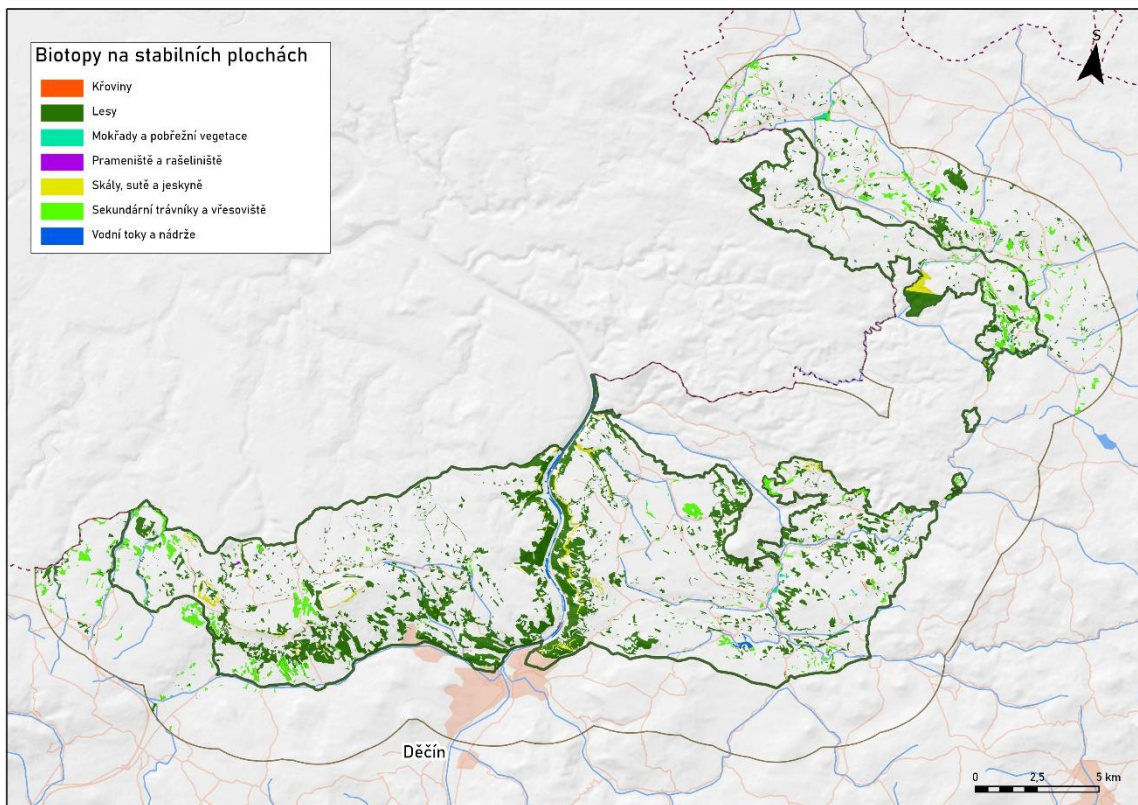 Biotopy na stabilních plochách
Křoviny
Lesy
Mokřady a pobřežní vegetace
Prameniště a rašeliniště
Skály, sutě a jeskyně
Sekundární trávníky a vřesoviště
Vodní toky a nádrže
S
Děčín
0 2,5 5 km